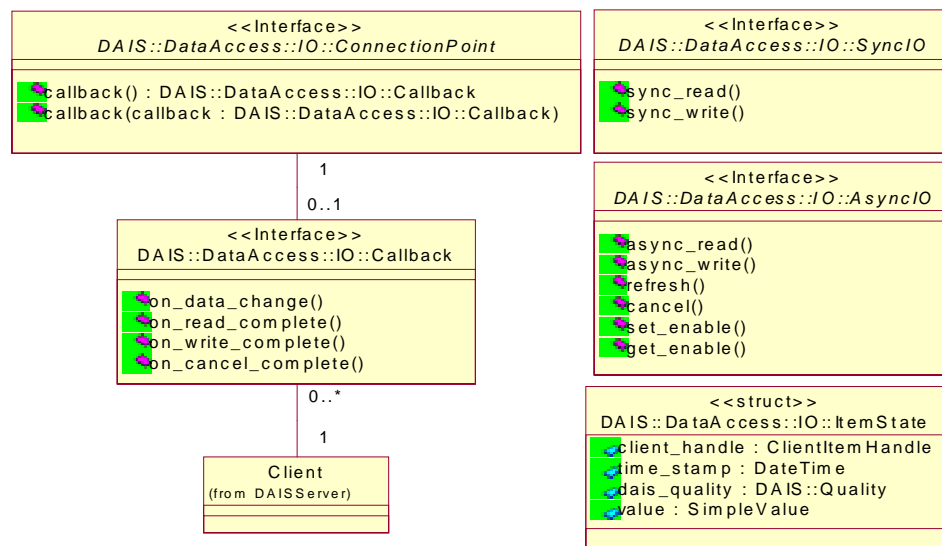 <<Interface>>
DAIS::DataAccess::IO::ConnectionPoint
callback() : DAIS::DataAccess::IO::Callback
callback(callback : DAIS::DataAccess::IO::Callback)
1
0..1
<<Interface>>
DAIS::DataAccess::IO::Callback
on_data_change()
on_read_complete()
on_write_complete()
on_cancel_complete()
0..*
1
Client
(from DAISServer)
<<Interface>>
DAIS::DataAccess::IO::SyncIO
sync_read()
sync_write()
<<Interface>>
DAIS::DataAccess::IO::AsyncIO
async_read()
async_write()
refresh()
cancel()
set_enable()
get_enable()
<<struct>>
DAIS::DataAccess::IO::ItemState
client_handle : ClientItemHandle
time_stamp : DateTime
dais_quality : DAIS::Quality
value : SimpleValue